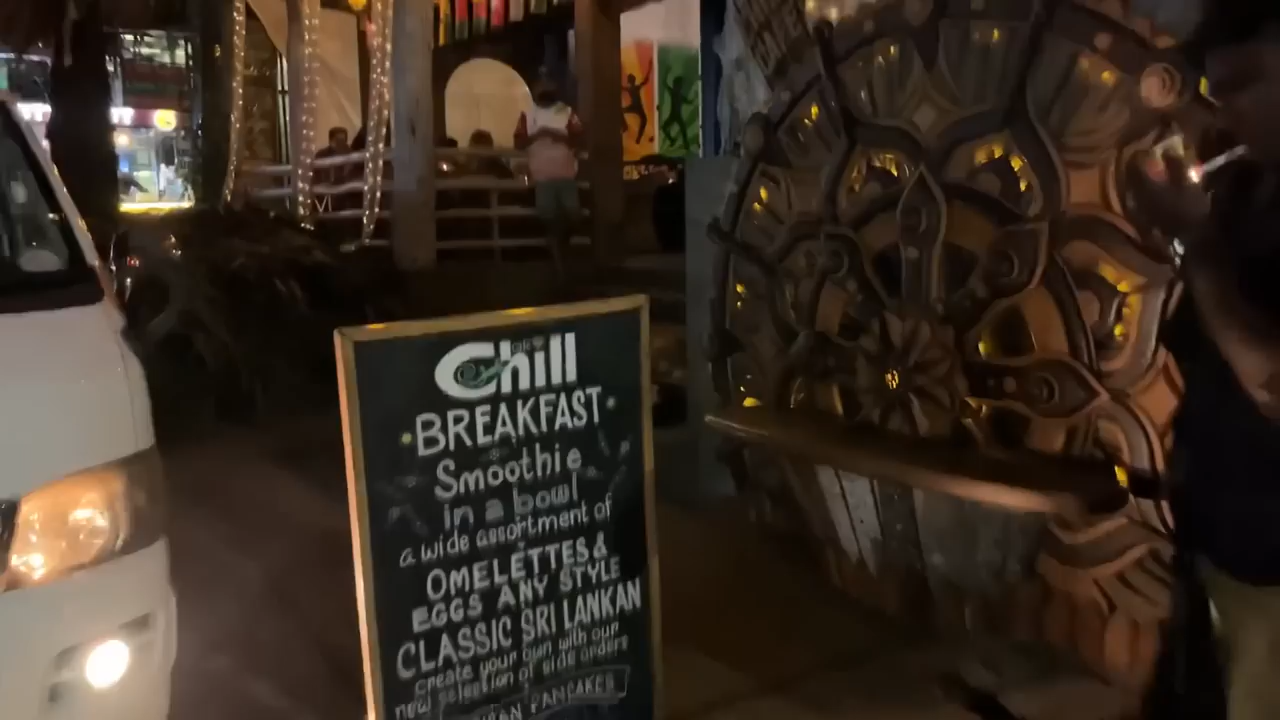 Chill
BREAKFAST
Smoothie
in a bowl
a wide assortment of
OMELETTES &
EGGS ANY STYLE
CLASSIC SRI LANKAN
create your own with our
new selection of side orders
PANCAKES